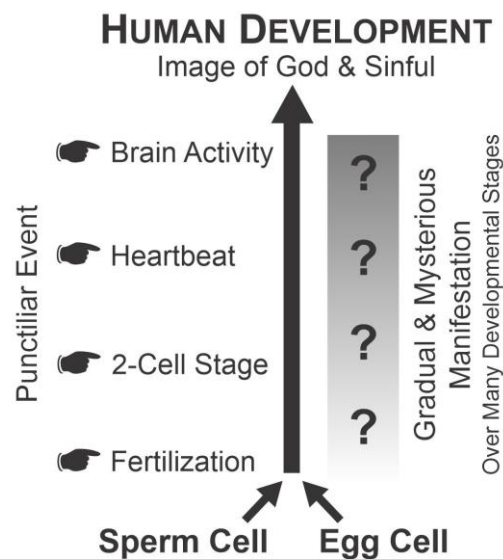 HUMAN DEVELOPMENT
Image of God & Sinful
Punctiliar Event
Brain Activity
Heartbeat
2-Cell Stage
Fertilization
?
?
?
?
Gradual & Mysterious
Manifestation
Over Many Developmental Stages
Sperm Cell
Egg Cell